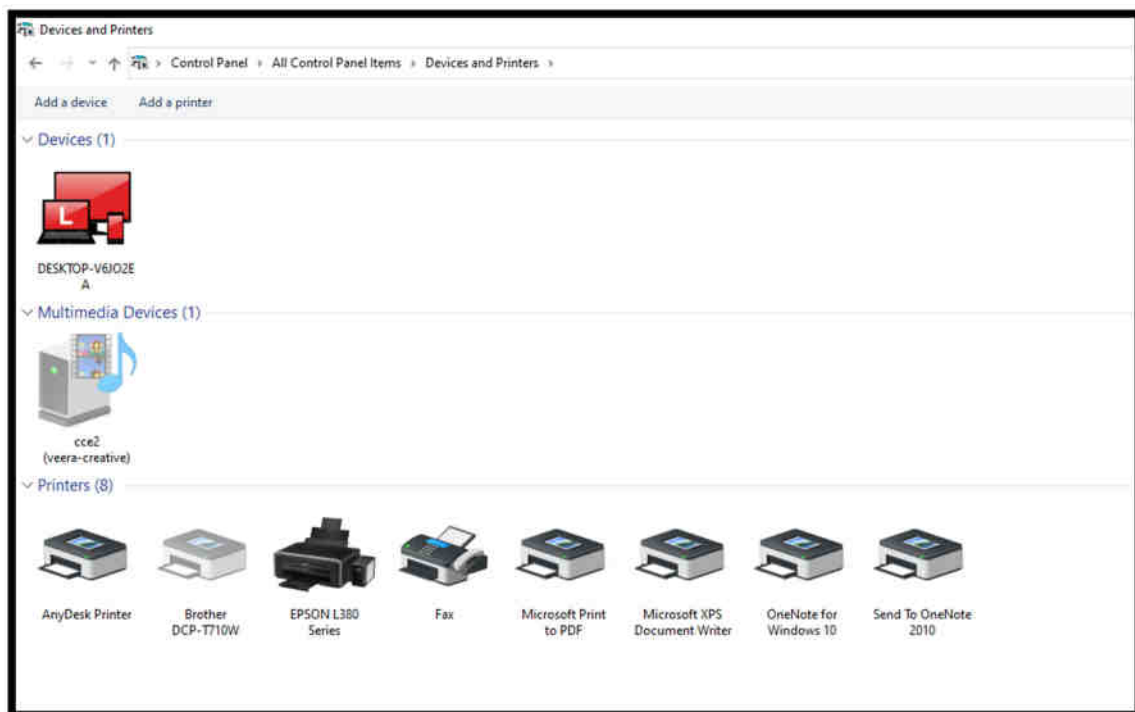 Devices and Printers
Control Panel > All Control Panel Items > Devices and Printers >
Add a device Add a printer
Devices (1)
L
DESKTOP-V6JO2E
A
Multimedia Devices (1)
cce2
(veera-creative)
Printers (8)
AnyDesk Printer
Brother
DCP-T710W
EPSON L380
Series
Fax
Microsoft Print
to PDF
Microsoft XPS
Document Writer
OneNote for
Windows 10
Send To OneNote
2010